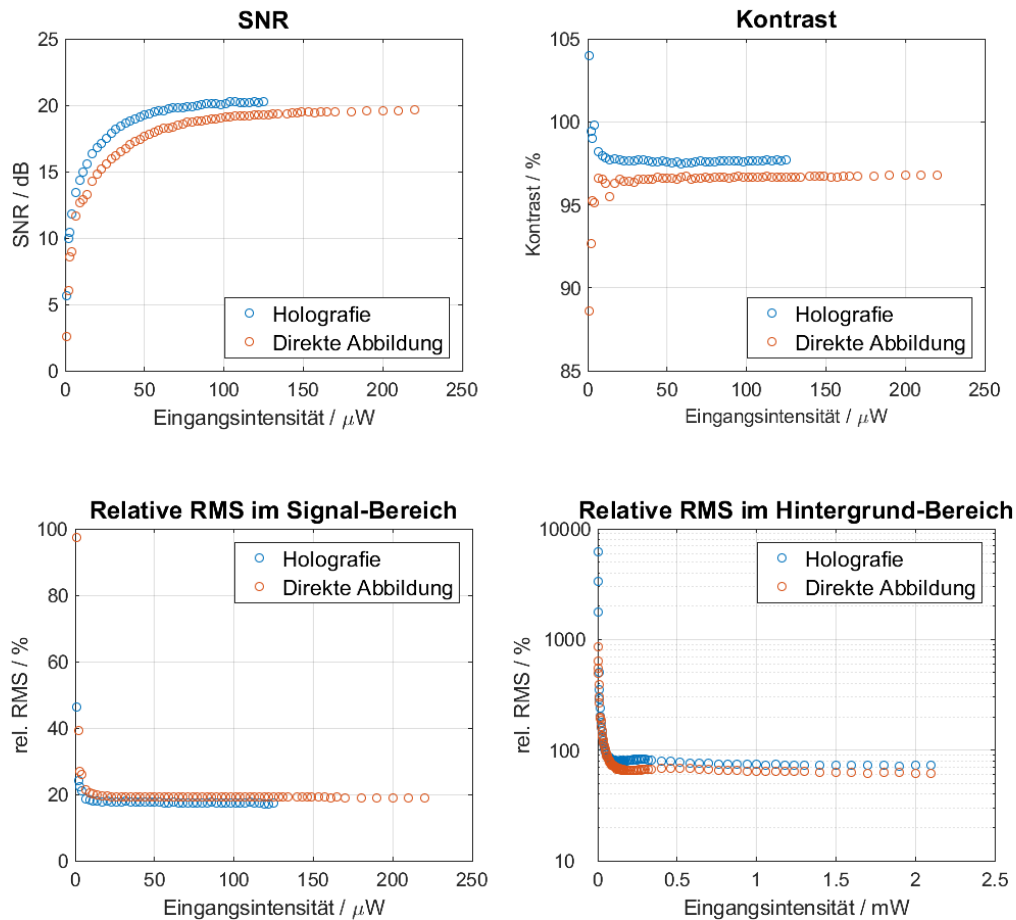 SNR
25
20
15
10
5
0
SNR / dB
Holografie
Direkte Abbildung
0 50 100 150 200 250
Eingangsintensität / μW
Kontrast
105
100
95
90
85
Kontrast / %
Holografie
Direkte Abbildung
0 50 100 150 200 250
Eingangsintensität / μW
Relative RMS im Signal-Bereich
100
80
60
40
20
0
rel. RMS / %
Holografie
Direkte Abbildung
0 50 100 150 200 250
Eingangsintensität / μW
Relative RMS im Hintergrund-Bereich
10000
1000
100
10
rel. RMS / %
Holografie
Direkte Abbildung
0 0.5 1 1.5 2 2.5
Eingangsintensität / mW